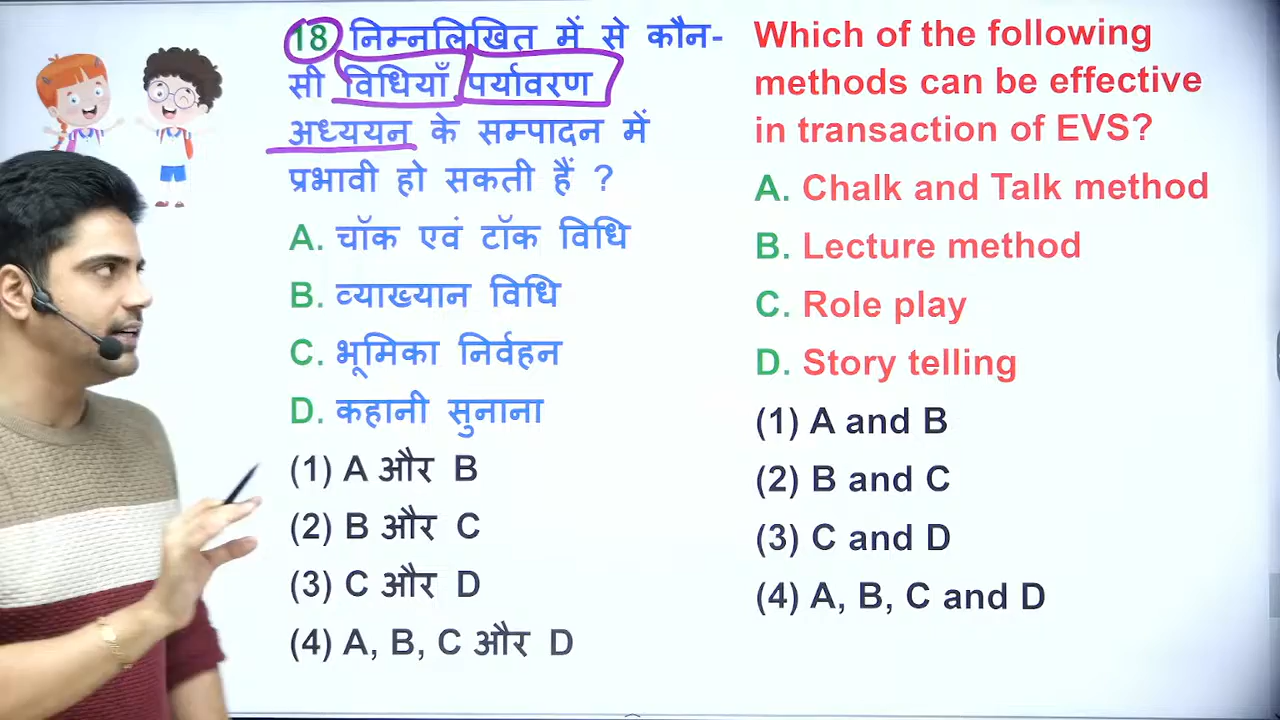 18 निम्नलिखित में से कौन-
सी विधियाँ पर्यावरण
अध्ययन के सम्पादन में
प्रभावी हो सकती हैं ?
A. चॉक एवं टॉक विधि
B. व्याख्यान विधि
C. भूमिका निर्वहन
D. कहानी सुनाना
(1) A और B
(2) B और C
(3) C और D
(4) A, B, C और D
Which of the following
methods can be effective
in transaction of EVS?
A. Chalk and Talk method
B. Lecture method
C. Role play
D. Story telling
(1) A and B
(2) B and C
(3) C and D
(4) A, B, C and D